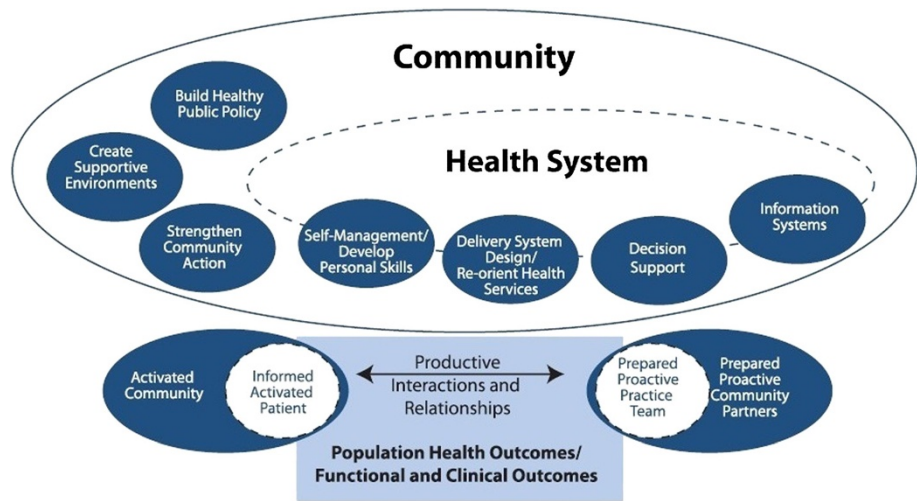 Community
Build Healthy
Public Policy
Create
Supportive
Environments
Health System
Strengthen
Community
Action
Self-Management/
Develop
Personal Skills
Delivery System
Design/
Re-orient Health
Services
Decision
Support
Information
Systems
Activated
Community
Informed
Activated
Patient
Productive
Interactions and
Relationships
Prepared
Proactive
Practice
Team
Prepared
Proactive
Community
Partners
Population Health Outcomes/
Functional and Clinical Outcomes